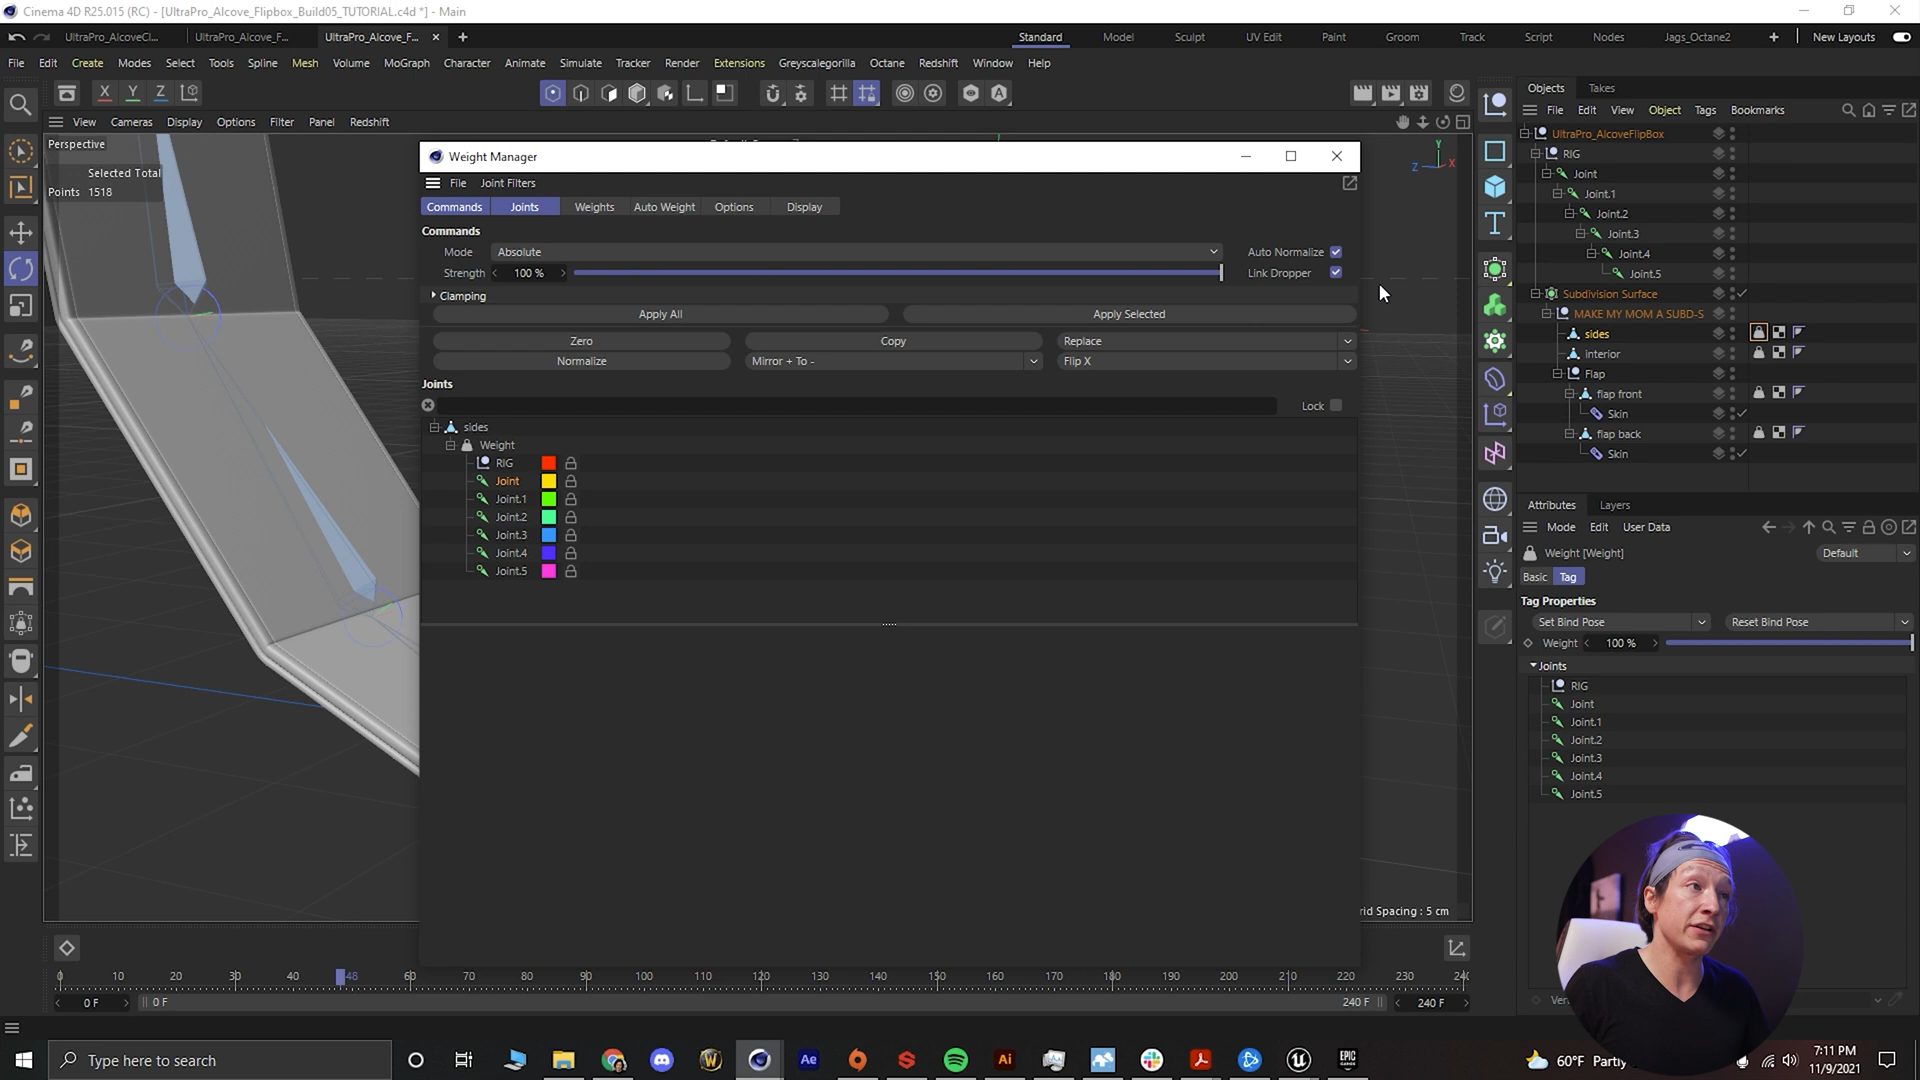 Cinema 4D R25.015 (RC) - [UltraPro_Alcove_Flipbox_Build05_TUTORIAL.c4d *] - Main
UltraPro_AlcoveCl... UltraPro_Alcove_F... UltraPro_Alcove_F... Standard Model Sculpt UV Edit Paint Groom Track Script Nodes Jags_Octane2 New Layouts
File Edit Create Modes Select Tools Spline Mesh Volume MoGraph Character Animate Simulate Tracker Render Extensions Greyscalegorilla Octane Redshift Window Help
X Y Z
Objects Takes
File Edit View Object Tags Bookmarks
View Cameras Display Options Filter Panel Redshift
Perspective
Selected Total
Points 1518
Weight Manager
File Joint Filters
Commands Joints Weights Auto Weight Options Display
Commands
Mode Absolute Auto Normalize
Strength 100 % Link Dropper
Clamping
Apply All Apply Selected
Zero Copy Replace
Normalize Mirror + To - Flip X
Joints
Lock
sides
Weight
RIG
Joint
Joint.1
Joint.2
Joint.3
Joint.4
Joint.5
Y
Z X
UltraPro_AlcoveFlipBox
RIG
Joint
Joint.1
Joint.2
Joint.3
Joint.4
Joint.5
Subdivision Surface
MAKE MY MOM A SUBD-S
sides
interior
Flap
flap front
Skin
flap back
Skin
Attributes Layers
Mode Edit User Data
Weight [Weight] Default
Basic Tag
Tag Properties
Set Bind Pose Reset Bind Pose
Weight 100 %
Joints
RIG
Joint
Joint.1
Joint.2
Joint.3
Joint.4
Joint.5
rid Spacing : 5 cm
0 10 20 30 40 48 60 70 80 90 100 110 120 130 140 150 160 170 180 190 200 210 220 230 24
0 F 0 F 240 F 240 F
Type here to search
Ae Ai
EPIC
60°F Partly
7:11 PM
11/9/2021